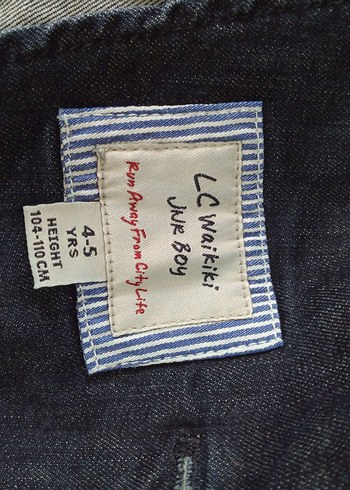 LC Waikiki
JNR BOY
Run Away From City Life
4-5
YRS
HEIGHT
104-110 CM